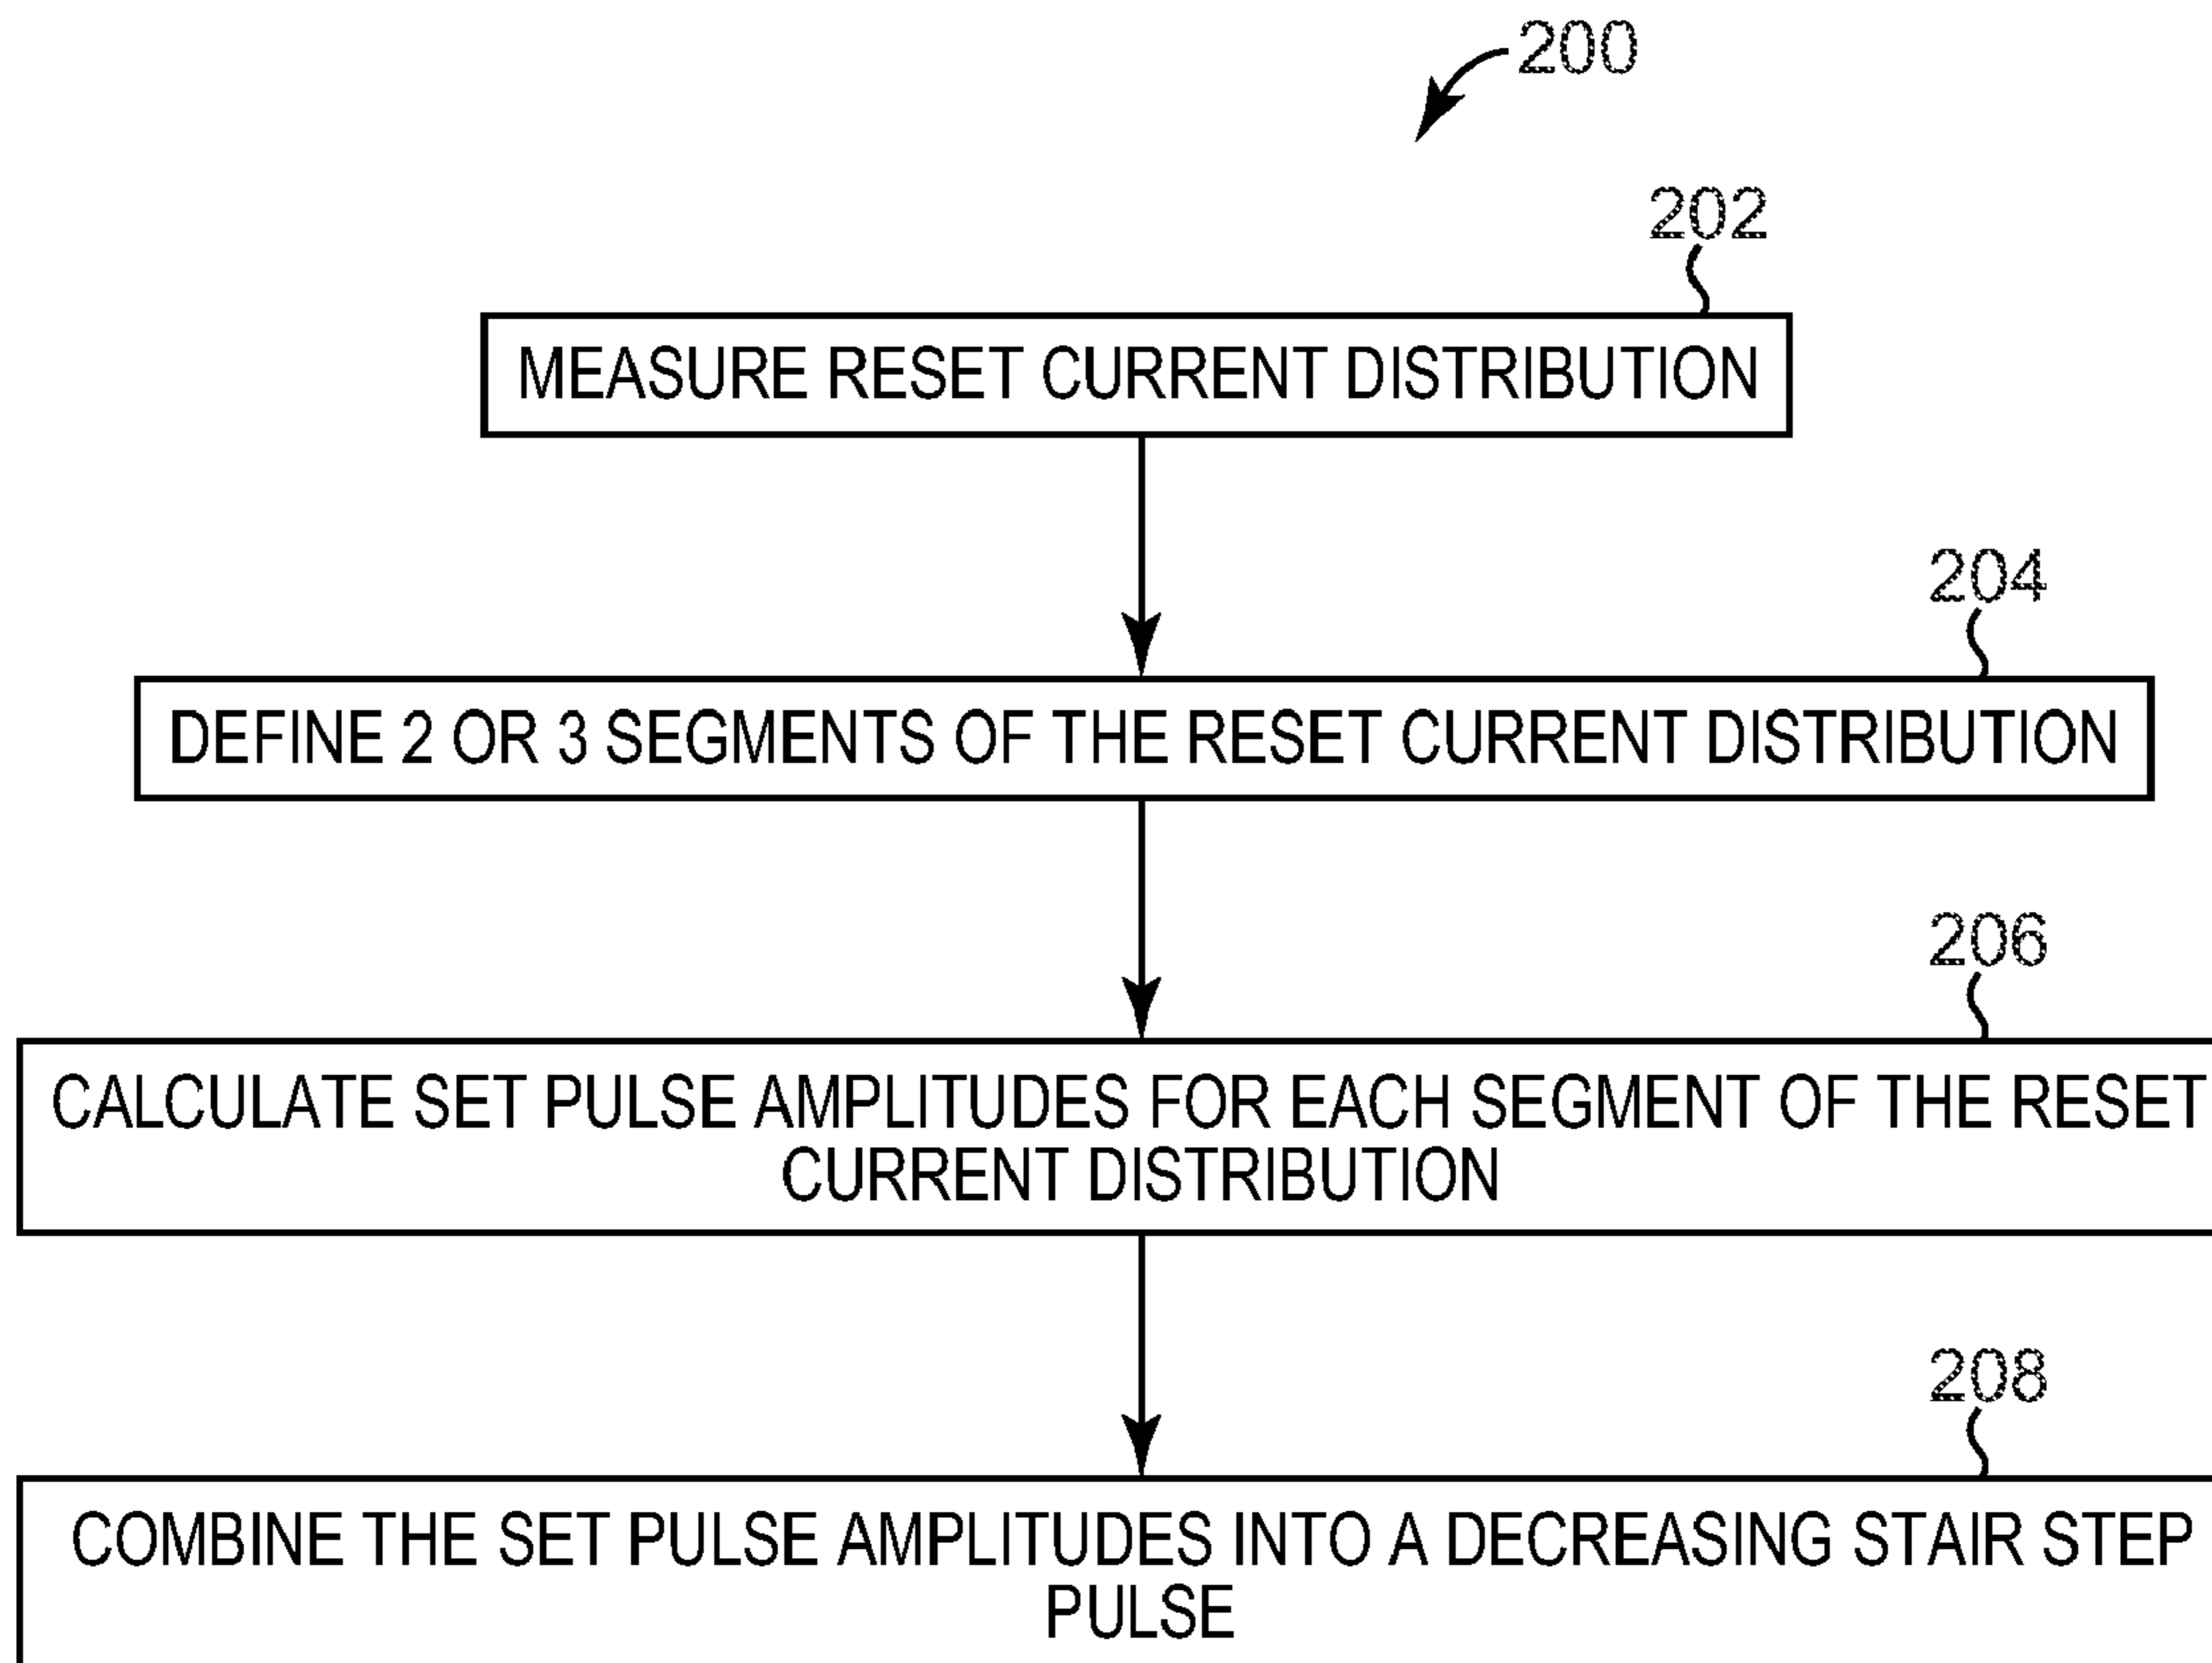 200
202
MEASURE RESET CURRENT DISTRIBUTION
204
DEFINE 2 OR 3 SEGMENTS OF THE RESET CURRENT DISTRIBUTION
206
CALCULATE SET PULSE AMPLITUDES FOR EACH SEGMENT OF THE RESET
CURRENT DISTRIBUTION
208
COMBINE THE SET PULSE AMPLITUDES INTO A DECREASING STAIR STEP
PULSE